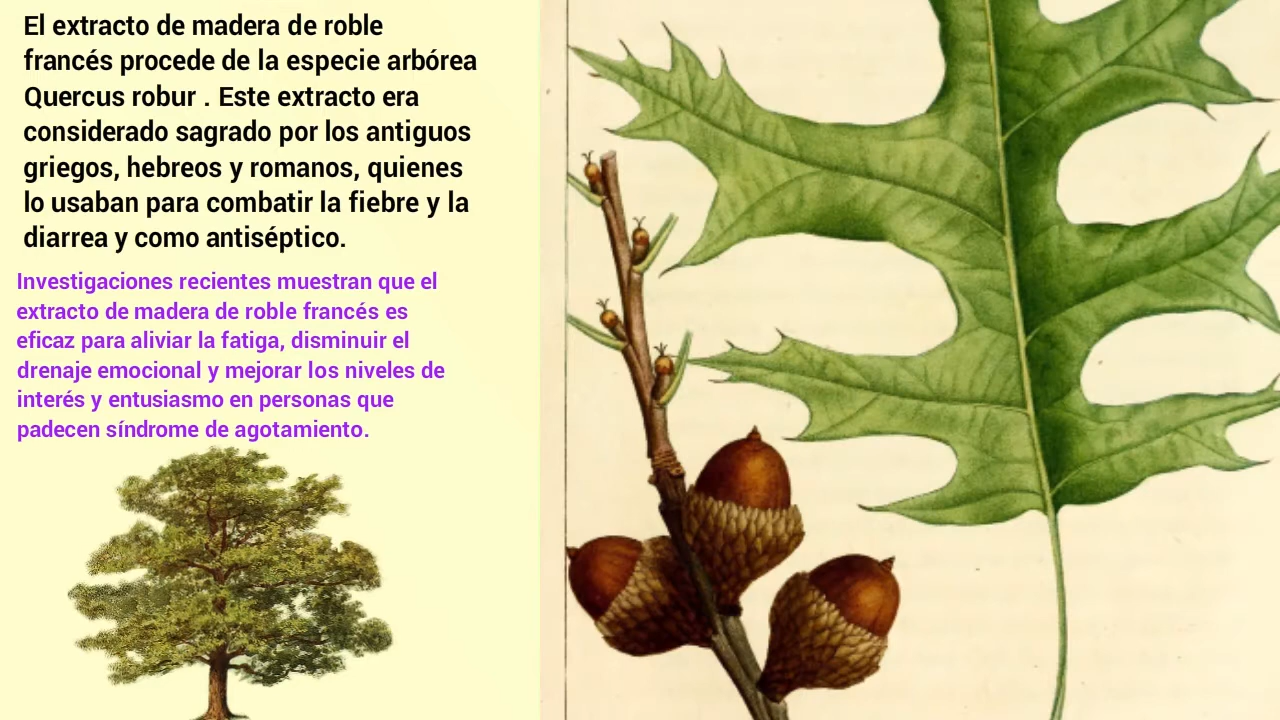 El extracto de madera de roble
francés procede de la especie arbórea
Quercus robur . Este extracto era
considerado sagrado por los antiguos
griegos, hebreos y romanos, quienes
lo usaban para combatir la fiebre y la
diarrea y como antiséptico.
Investigaciones recientes muestran que el
extracto de madera de roble francés es
eficaz para aliviar la fatiga, disminuir el
drenaje emocional y mejorar los niveles de
interés y entusiasmo en personas que
padecen síndrome de agotamiento.